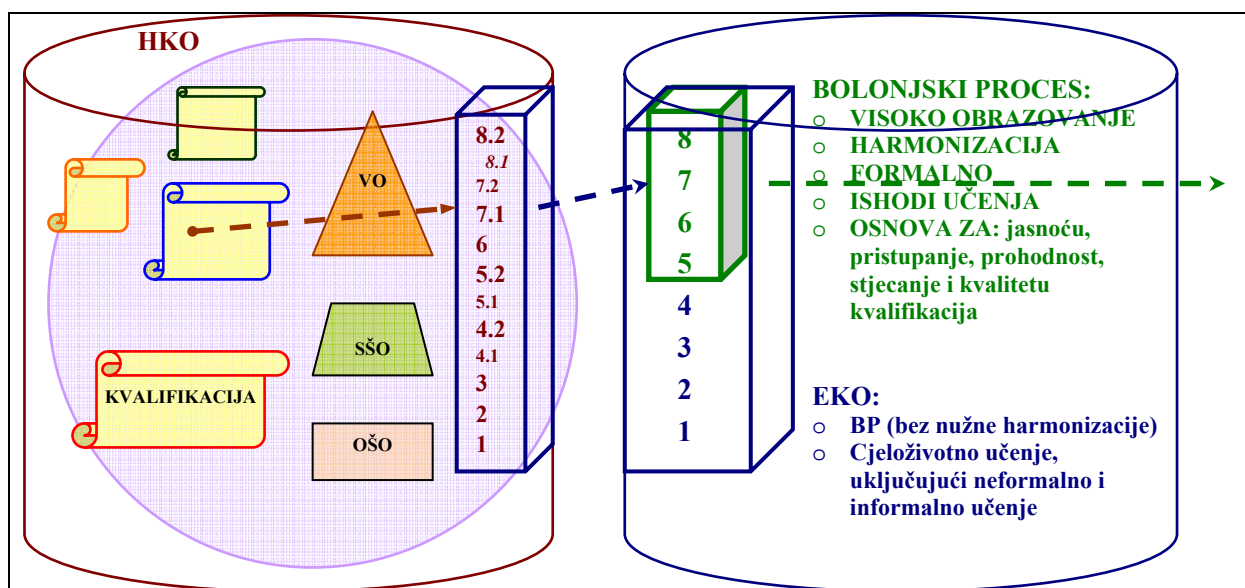 HKO
VO
SŠO
OŠO
KVALIFIKACIJA
8.2
8.1
7.2
7.1
6
5.2
5.1
4.2
4.1
3
2
1
8
7
6
5
4
3
2
1
BOLONJSKI PROCES:
o VISOKO OBRAZOVANJE
o HARMONIZACIJA
o FORMALNO
o ISHODI UČENJA
o OSNOVA ZA: jasnoću,
pristupanje, prohodnost,
stjecanje i kvalitetu
kvalifikacija
EKO:
o BP (bez nužne harmonizacije)
o Cjeloživotno učenje,
uključujući neformalno i
informalno učenje